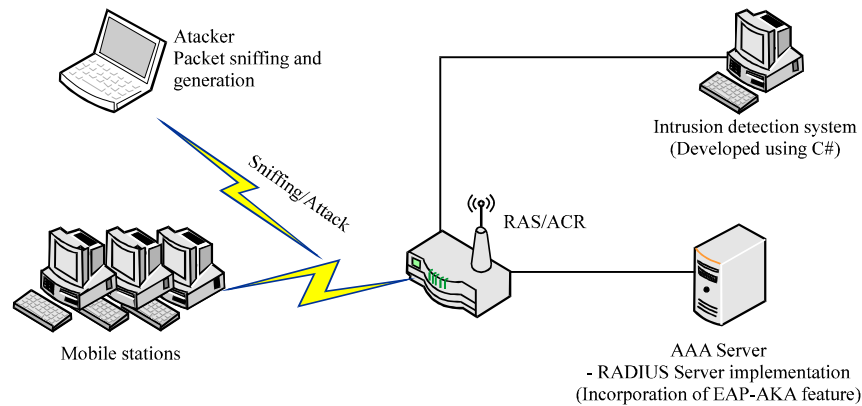 Atacker
Packet sniffing and
generation
Sniffing/Attack
Intrusion detection system
(Developed using C#)
RAS/ACR
Mobile stations
AAA Server
- RADIUS Server implementation
(Incorporation of EAP-AKA feature)